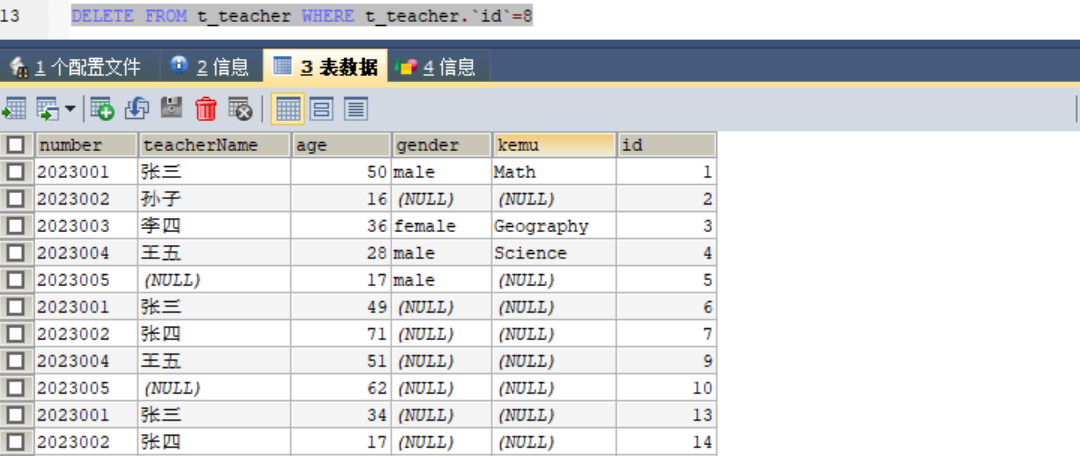 13 DELETE FROM t_teacher WHERE t_teacher.`id`=8
1 个配置文件 2 信息 3 表数据 4 信息
number teacherName age gender kemu id
2023001 张三 50 male Math 1
2023002 孙子 16 (NULL) (NULL) 2
2023003 李四 36 female Geography 3
2023004 王五 28 male Science 4
2023005 (NULL) 17 male (NULL) 5
2023001 张三 49 (NULL) (NULL) 6
2023002 张四 71 (NULL) (NULL) 7
2023004 王五 51 (NULL) (NULL) 9
2023005 (NULL) 62 (NULL) (NULL) 10
2023001 张三 34 (NULL) (NULL) 13
2023002 张四 17 (NULL) (NULL) 14